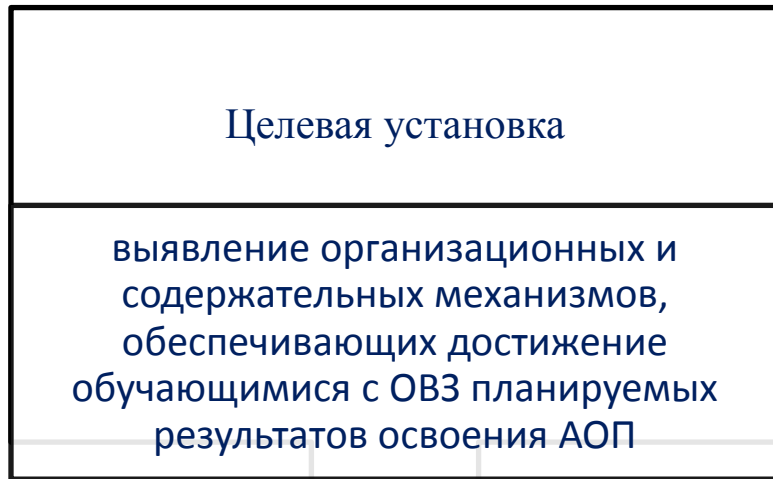 Целевая установка
выявление организационных и
содержательных механизмов,
обеспечивающих достижение
обучающимися с ОВЗ планируемых
результатов освоения АОП